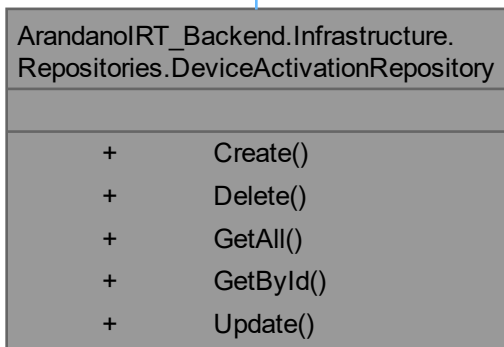 ArandanoIRT_Backend.Infrastructure.
Repositories.DeviceActivationRepository
+ Create()
+ Delete()
+ GetAll()
+ GetById()
+ Update()